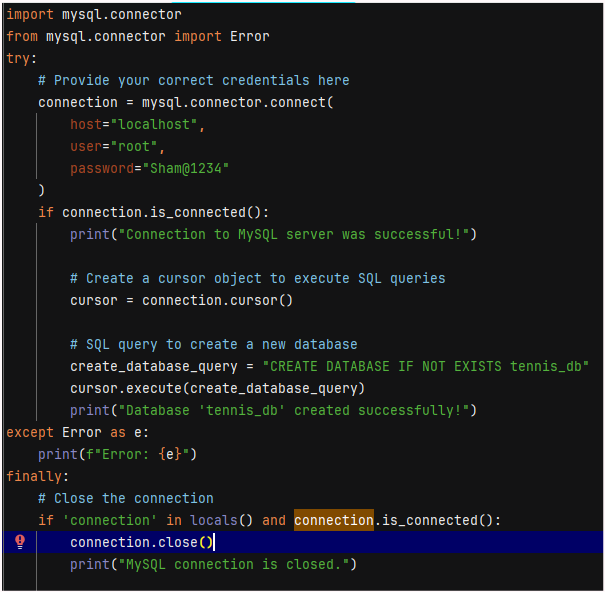 import mysql.connector
from mysql.connector import Error
try:
    # Provide your correct credentials here
    connection = mysql.connector.connect(
        host="localhost",
        user="root",
        password="Sham@1234"
    )
    if connection.is_connected():
        print("Connection to MySQL server was successful!")

        # Create a cursor object to execute SQL queries
        cursor = connection.cursor()

        # SQL query to create a new database
        create_database_query = "CREATE DATABASE IF NOT EXISTS tennis_db"
        cursor.execute(create_database_query)
        print("Database 'tennis_db' created successfully!")
except Error as e:
    print(f"Error: {e}")
finally:
    # Close the connection
    if 'connection' in locals() and connection.is_connected():
        connection.close()
        print("MySQL connection is closed.")